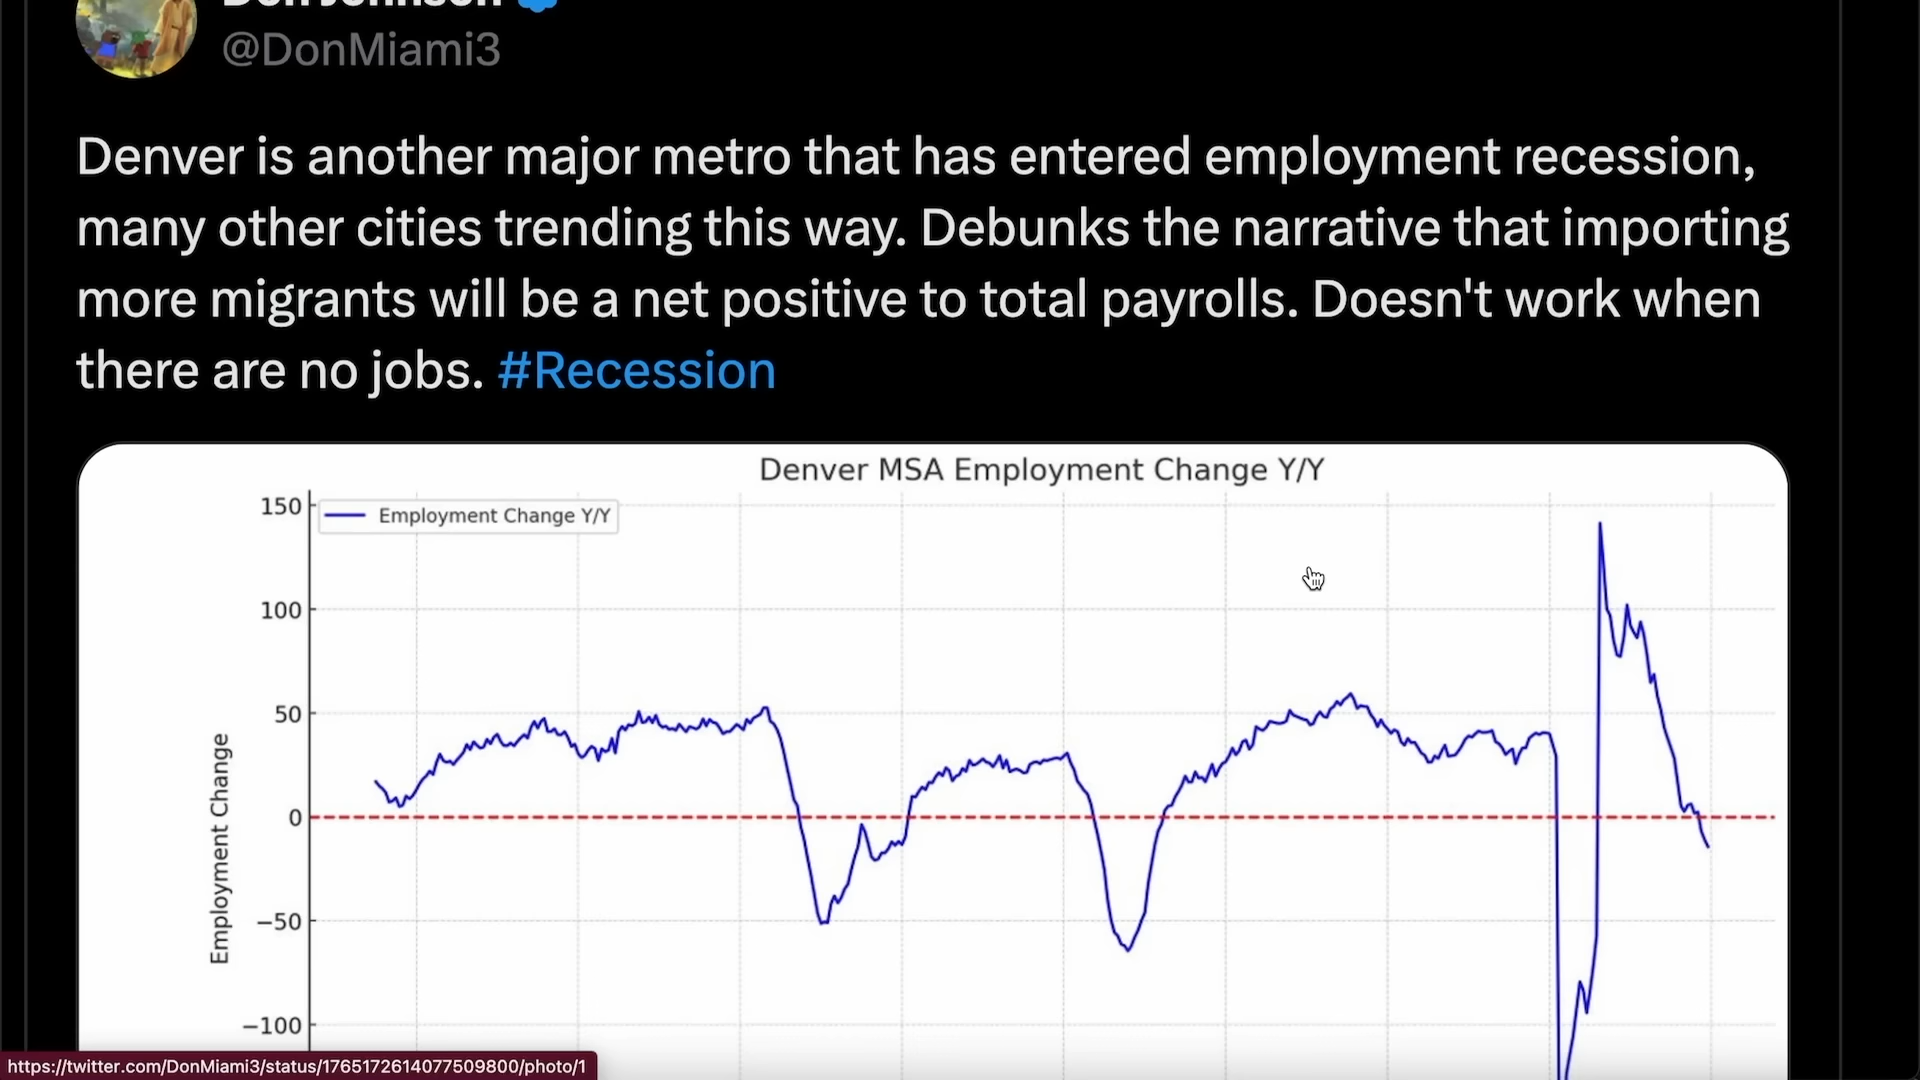 @DonMiami3
Denver is another major metro that has entered employment recession,
many other cities trending this way. Debunks the narrative that importing
more migrants will be a net positive to total payrolls. Doesn't work when
there are no jobs. #Recession
Denver MSA Employment Change Y/Y
Employment Change Y/Y
150
100
50
0
−50
−100
Employment Change
https://twitter.com/DonMiami3/status/1765172614077509800/photo/1